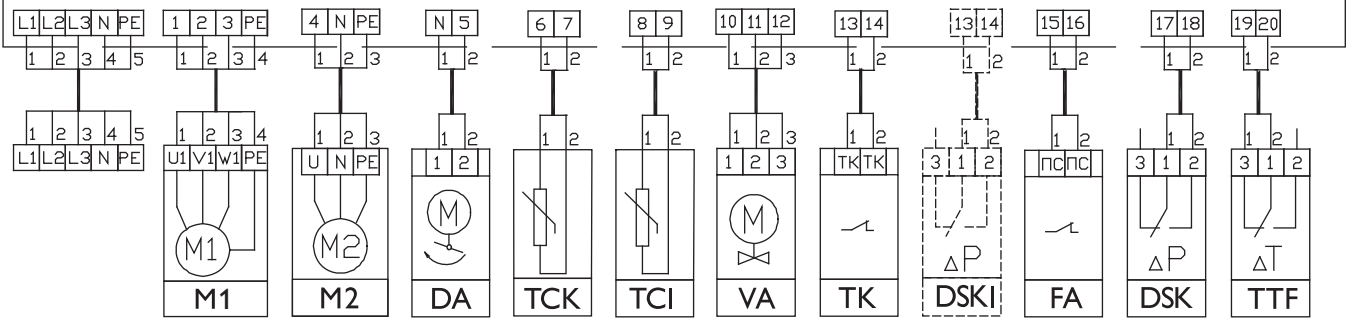 L1 L2 L3 N PE 1 2 3 PE 4 N PE N 5 6 7 8 9 10 11 12 13 14 13 14 15 16 17 18 19 20
1 2 3 4 5 1 2 3 4 1 2 3 1 2 1 2 1 2 1 2 3 1 2 1 2 1 2 1 2 1 2
1 2 3 4 5 1 2 3 4 1 2 3 1 2 1 2 1 2 1 2 3 1 2 1 2 1 2 1 2 1 2
L1 L2 L3 N PE U1 V1 W1 PE U N PE 1 2 1 2 3 TK TK 3 1 2 ПС ПС 3 1 2 3 1 2
M1 M2 M M
ΔP ΔP ΔT
M1 M2 DA TCK TCI VA TK DSKI FA DSK TTF